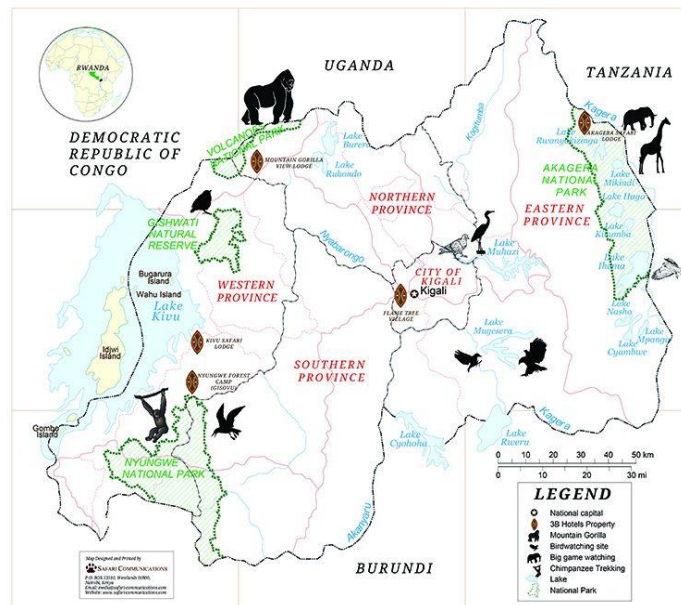 RWANDA
UGANDA
TANZANIA
DEMOCRATIC
REPUBLIC OF
CONGO
VOLCANOES
NATIONAL PARK
MOUNTAIN GORILLA
VIEW LODGE
Lake
Burera
Lake
Ruhondo
Kagitumba
Kagera
Lake
Rwanyakizinga
AKAGERA SAFARI
LODGE
AKAGERA
NATIONAL
PARK
Lake
Mikindi
Lake Hago
Lake
Kivumba
Lake
Ihema
Lake
Nasho
Lake
Mpanga
Lake
Cyambwe
NORTHERN
PROVINCE
EASTERN
PROVINCE
GISHWATI
NATURAL
RESERVE
Nyabarongo
Lake
Muhazi
CITY OF
KIGALI
Kigali
FLAME TREE
VILLAGE
Bugarura
Island
Wahu Island
Lake
Kivu
WESTERN
PROVINCE
Idjwi
Island
KIVU SAFARI
LODGE
NYUNGWE FOREST
CAMP
(GISOVU)
SOUTHERN
PROVINCE
Lake
Mugesera
Gombo
Island
NYUNGWE
NATIONAL PARK
Lake
Cyohoha
Lake
Rweru
Kagera
Akanyaru
BURUNDI
0 10 20 30 40 50 km
0 10 20 30 mi
LEGEND
National capital
3B Hotels Property
Mountain Gorilla
Birdwatching site
Big game watching
Chimpanzee Trekking
Lake
National Park
Map Designed and Printed by
SAFARI COMMUNICATIONS
Nairobi, Kenya